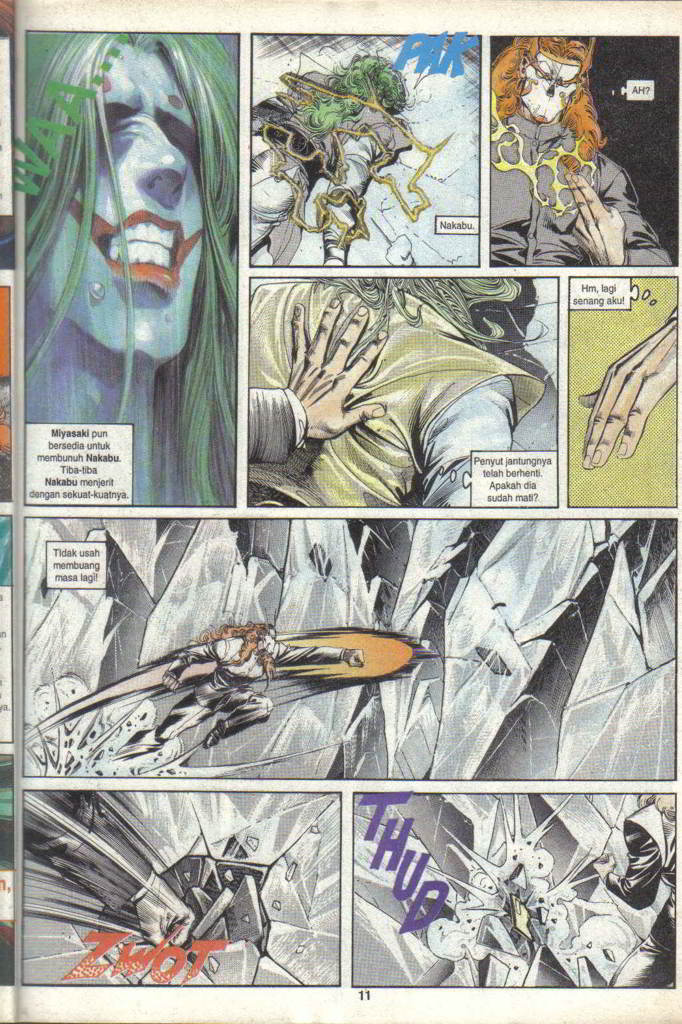 WAA....
Miyasaki pun
bersedia untuk
membunuh Nakabu.
Tiba-tiba
Nakabu menjerit
dengan sekuat-kuatnya.
PAK
Nakabu.
AH?
Penyut jantungnya
telah berhenti.
Apakah dia
sudah mati?
Hm, lagi
senang aku!
Tidak usah
membuang
masa lagi!
ZWOT
THUD
11